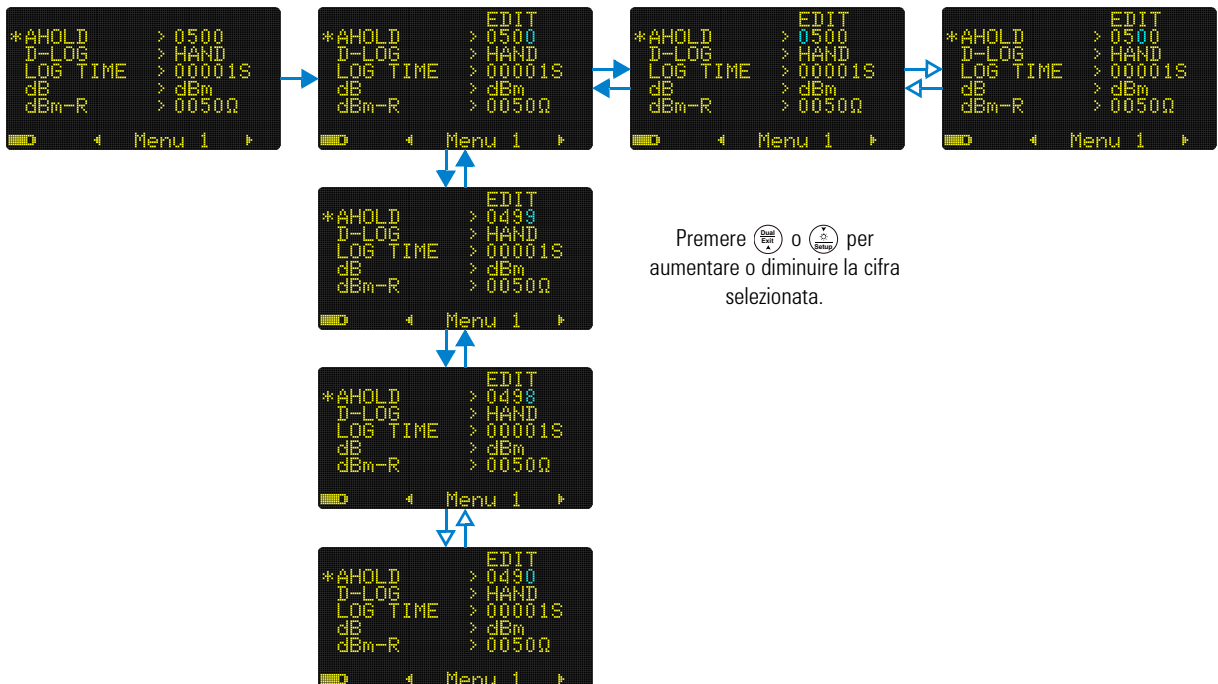 *AHOLD > 0500
D-LOG > HAND
LOG TIME > 00001S
dB > dBm
dBm-R > 0050Ω
Menu 1
EDIT
*AHOLD > 0500
D-LOG > HAND
LOG TIME > 00001S
dB > dBm
dBm-R > 0050Ω
Menu 1
EDIT
*AHOLD > 0500
D-LOG > HAND
LOG TIME > 00001S
dB > dBm
dBm-R > 0050Ω
Menu 1
EDIT
*AHOLD > 0500
D-LOG > HAND
LOG TIME > 00001S
dB > dBm
dBm-R > 0050Ω
Menu 1
EDIT
*AHOLD > 0499
D-LOG > HAND
LOG TIME > 00001S
dB > dBm
dBm-R > 0050Ω
Menu 1
Premere Dual Exit o Setup per
aumentare o diminuire la cifra
selezionata.
EDIT
*AHOLD > 0498
D-LOG > HAND
LOG TIME > 00001S
dB > dBm
dBm-R > 0050Ω
Menu 1
EDIT
*AHOLD > 0490
D-LOG > HAND
LOG TIME > 00001S
dB > dBm
dBm-R > 0050Ω
Menu 1